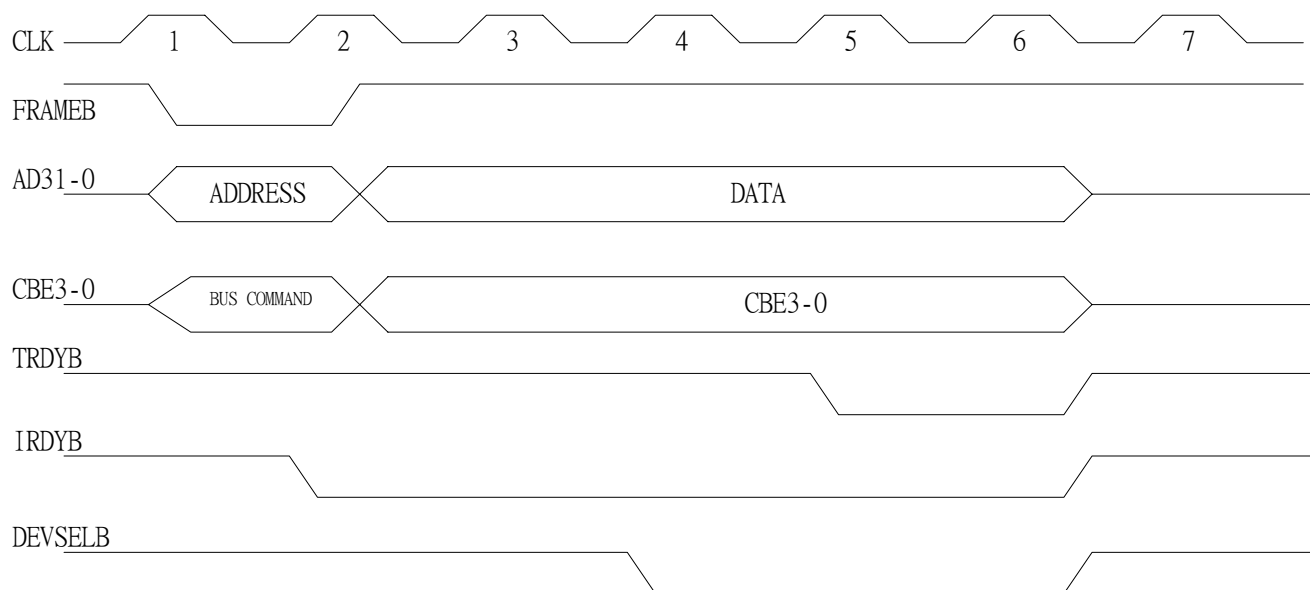 CLK 1 2 3 4 5 6 7
FRAMEB
AD31-0 ADDRESS DATA
CBE3-0 BUS COMMAND CBE3-0
TRDYB
IRDYB
DEVSELB